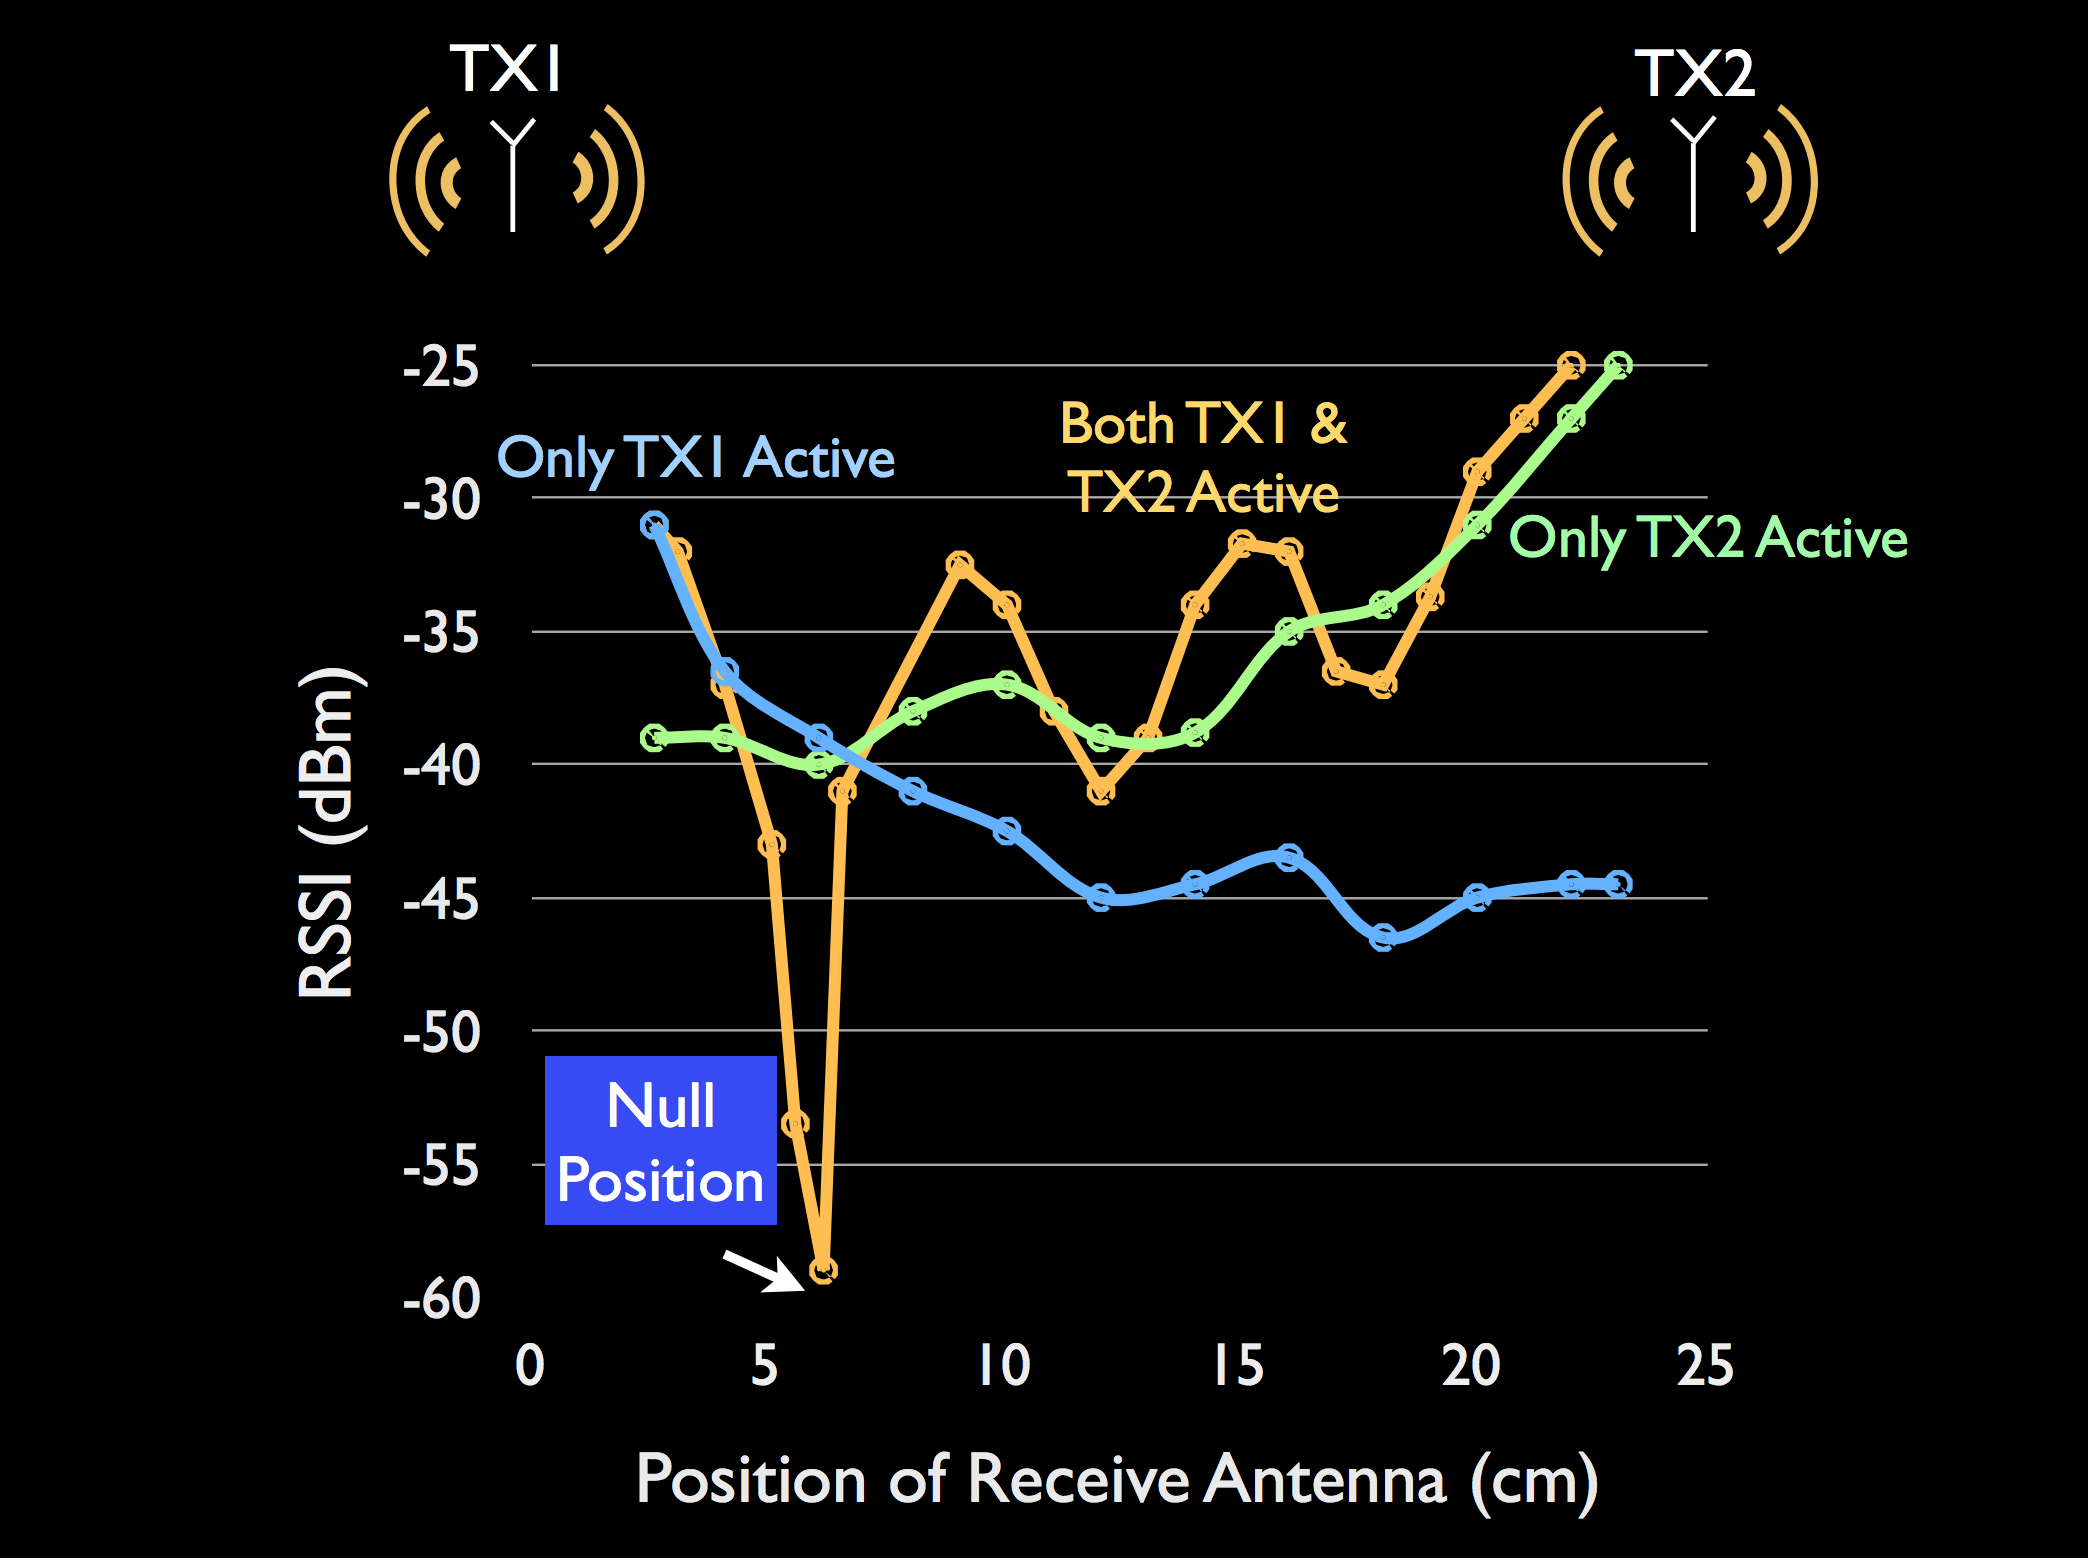 TX1
TX2
-25
Both TX1 &
Only TX1 Active
TX2 Active
-30
Only TX2 Active
-35
RSSI (dBm)
-40
-45
-50
Null
Position
-55
-60
0 5 10 15 20 25
Position of Receive Antenna (cm)